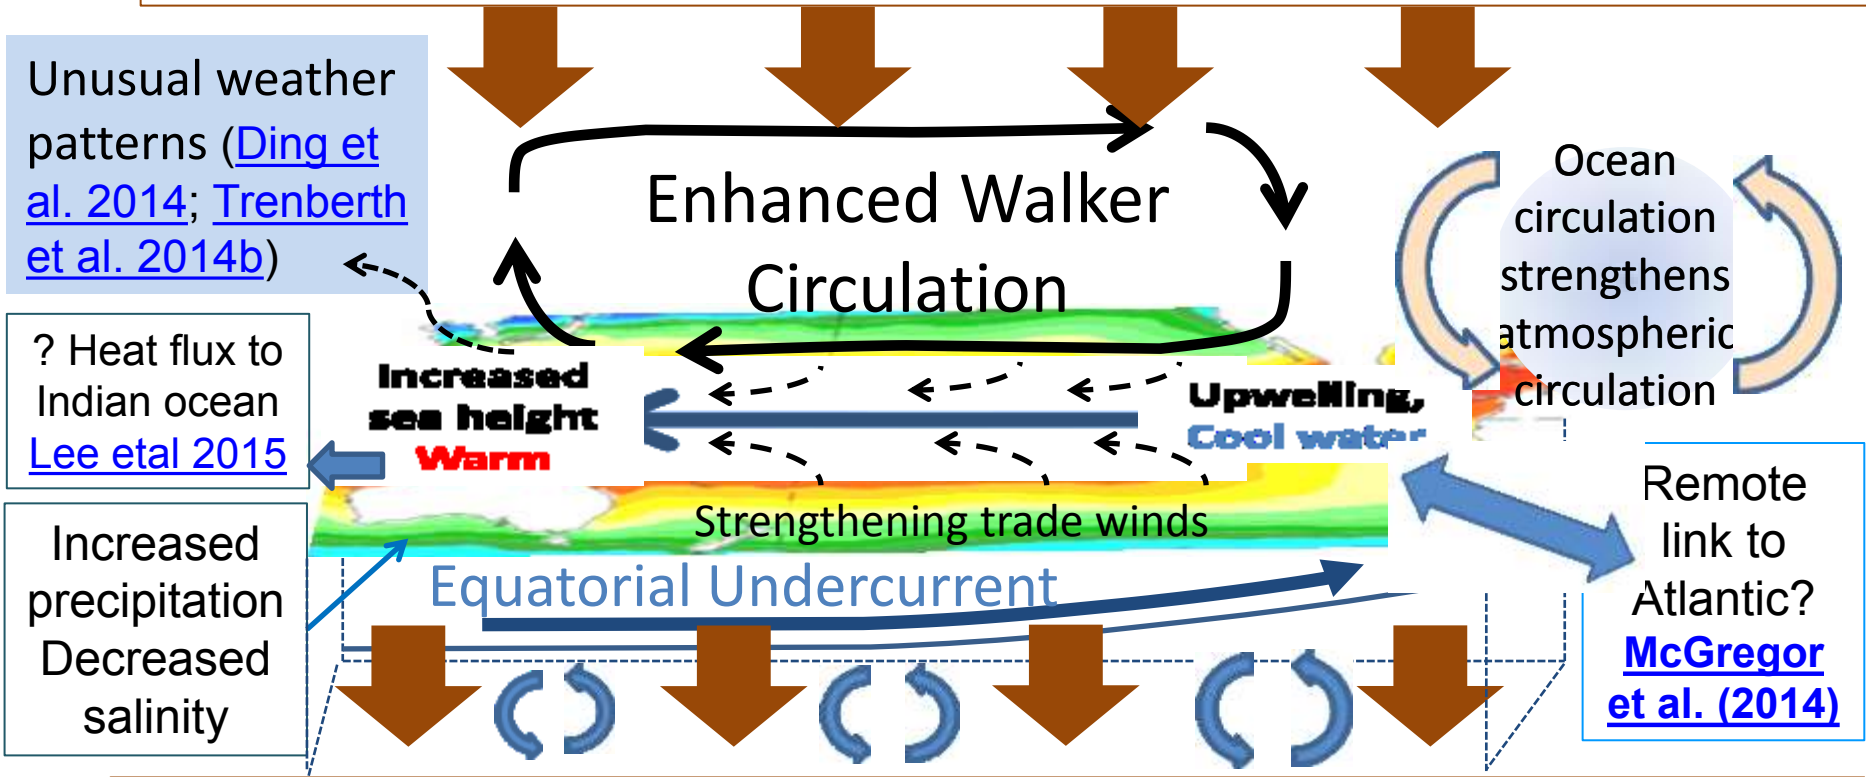 Unusual weather
patterns (Ding et
al. 2014; Trenberth
et al. 2014b)
Enhanced Walker
Circulation
Ocean
circulation
strengthens
atmospheric
circulation
? Heat flux to
Indian ocean
Lee etal 2015
Increased
sea height
Warm
Upwelling,
Cool water
Strengthening trade winds
Equatorial Undercurrent
Increased
precipitation
Decreased
salinity
Remote
link to
Atlantic?
McGregor
et al. (2014)